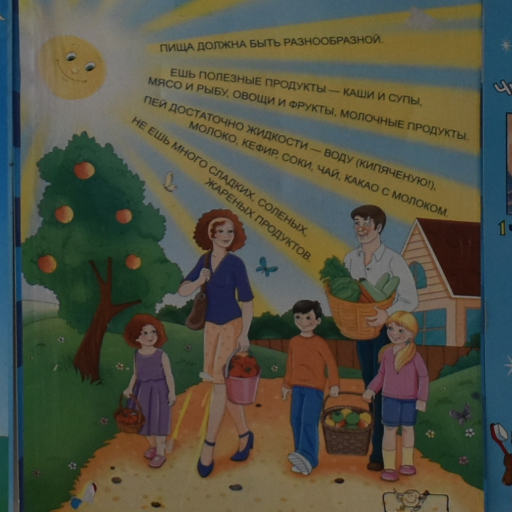 ПИЩА ДОЛЖНА БЫТЬ РАЗНООБРАЗНОЙ.
ЕШЬ ПОЛЕЗНЫЕ ПРОДУКТЫ — КАШИ И СУПЫ,
МЯСО И РЫБУ, ОВОЩИ И ФРУКТЫ, МОЛОЧНЫЕ ПРОДУКТЫ.
ПЕЙ ДОСТАТОЧНО ЖИДКОСТИ — ВОДУ (КИПЯЧЕНУЮ!),
МОЛОКО, КЕФИР, СОКИ, ЧАЙ, КАКАО С МОЛОКОМ.
НЕ ЕШЬ МНОГО СЛАДКИХ, СОЛЕНЫХ,
ЖАРЕНЫХ ПРОДУКТОВ.
1